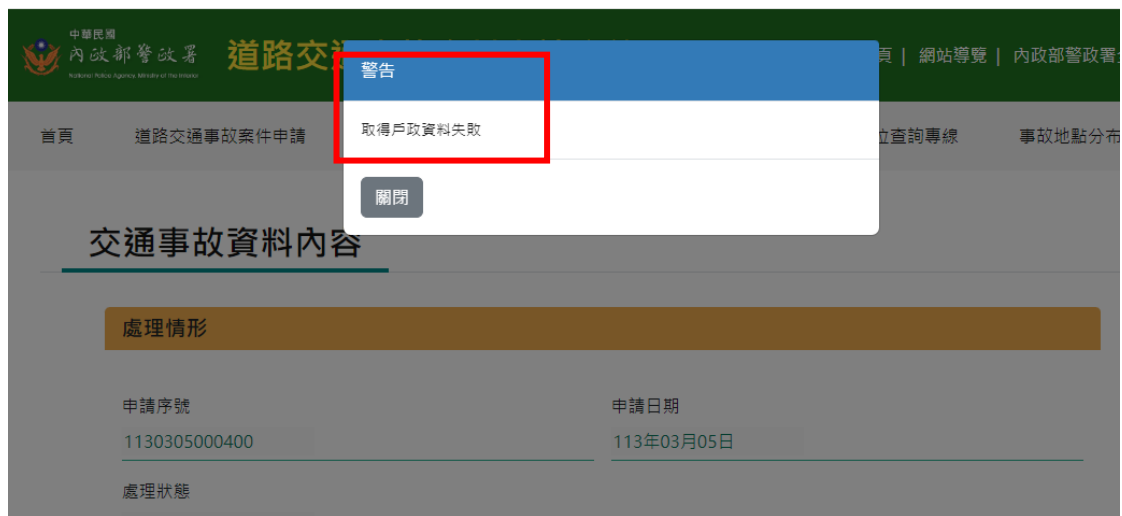 中華民國
內政部警政署
National Police Agency, Ministry of the Interior
道路交
頁 | 網站導覽 | 內政部警政署
警告
取得戶政資料失敗
關閉
首頁 道路交通事故案件申請 位查詢專線 事故地點分布
交通事故資料內容
處理情形
申請序號 申請日期
1130305000400 113年03月05日
處理狀態